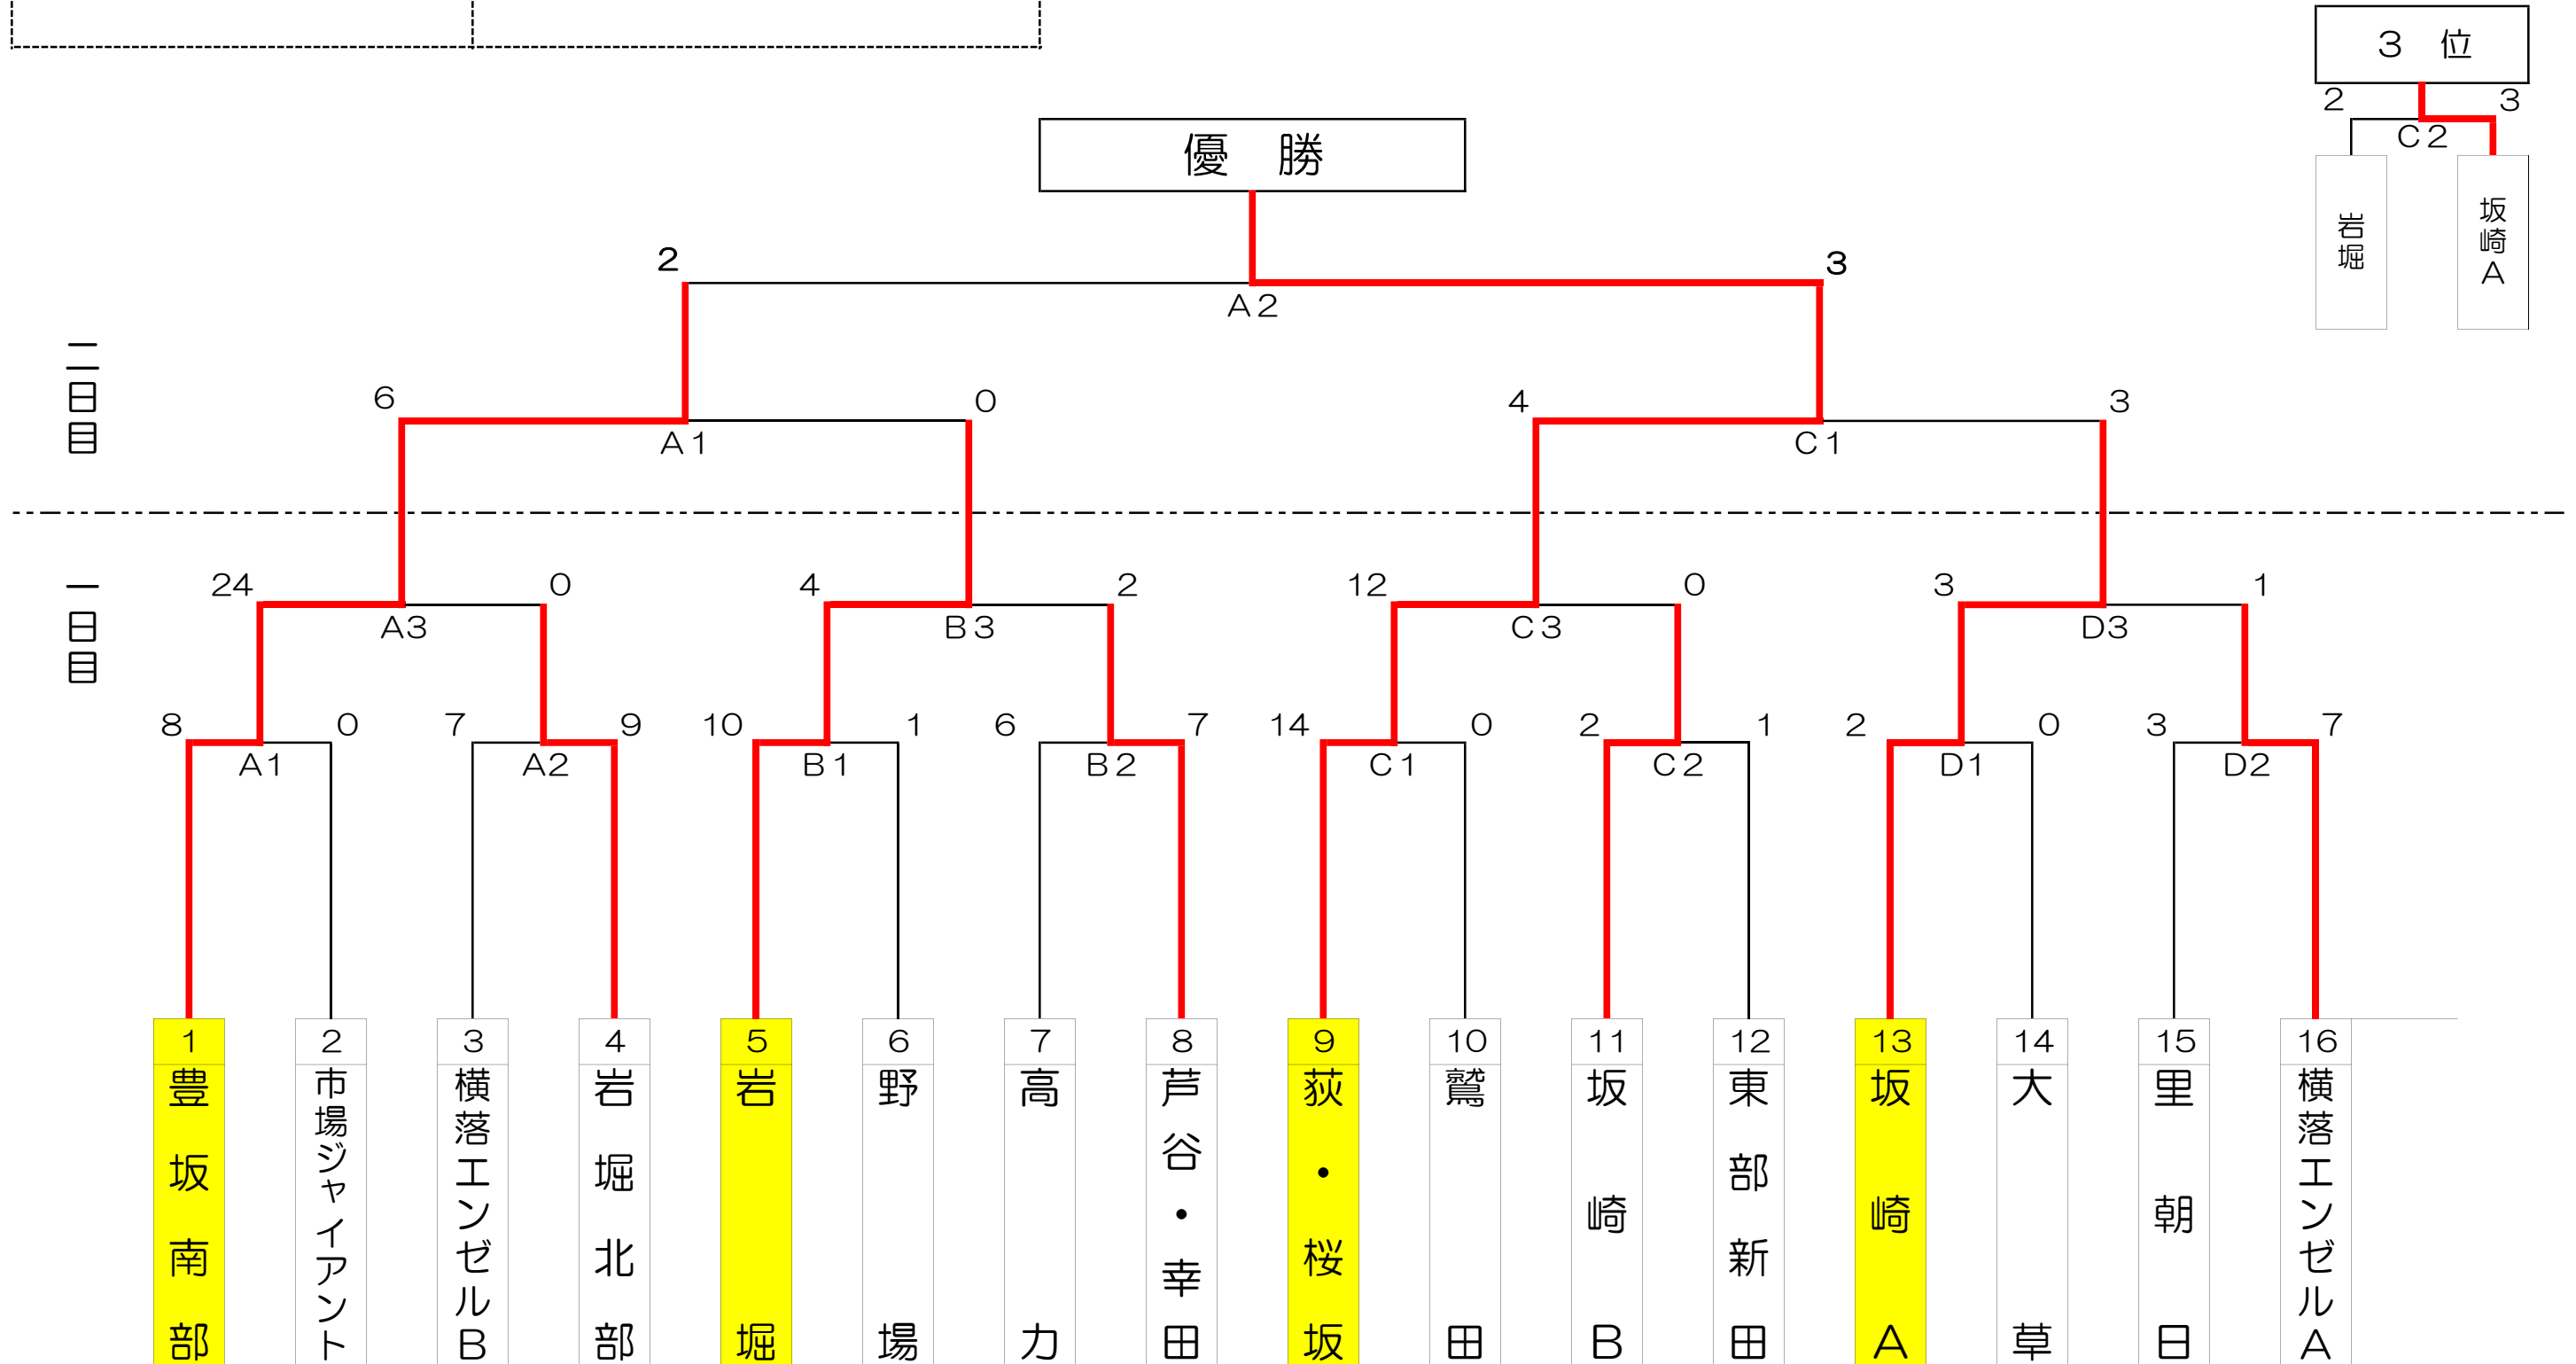 3 位
2 3
C2
岩堀
坂崎A
優 勝
2 3
A2
二日目
6 0 4 3
A1 C1
一日目
24 0 4 2 12 0 3 1
A3 B3 C3 D3
8 0 7 9 10 1 6 7 14 0 2 1 2 0 3 7
A1 A2 B1 B2 C1 C2 D1 D2
1 2 3 4 5 6 7 8 9 10 11 12 13 14 15 16
豊坂南部
市場ジャイアント
横落エンゼルB
岩堀北部
岩堀
野場
高力
芦谷・幸田
荻・桜坂
鷲田
坂崎B
東部新田
坂崎A
大草
里朝日
横落エンゼルA